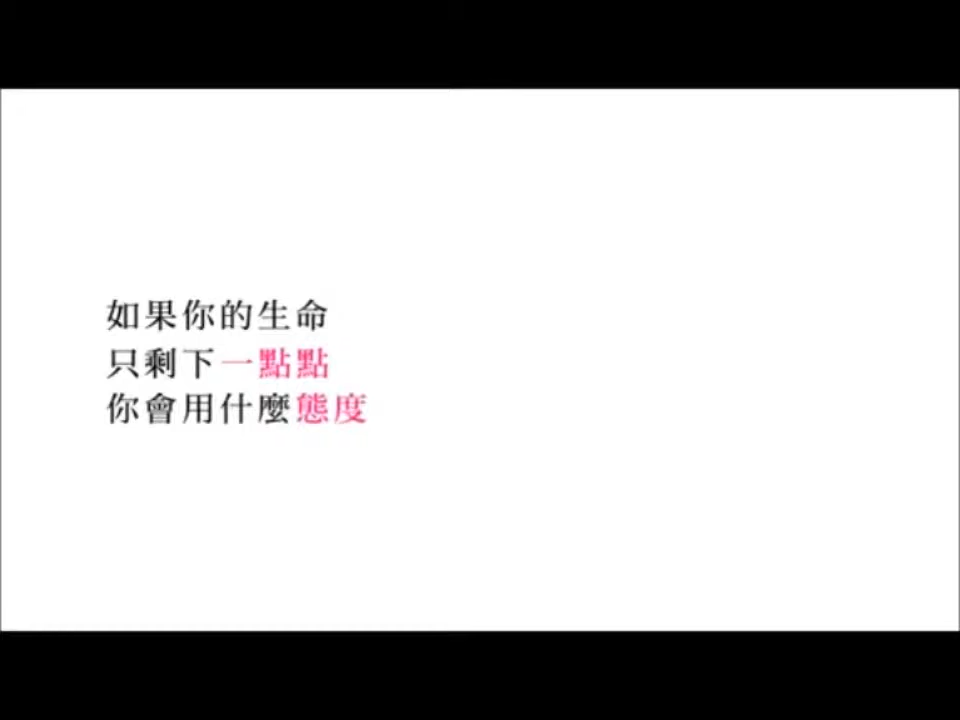 如果你的生命
只剩下一點點
你會用什麼態度